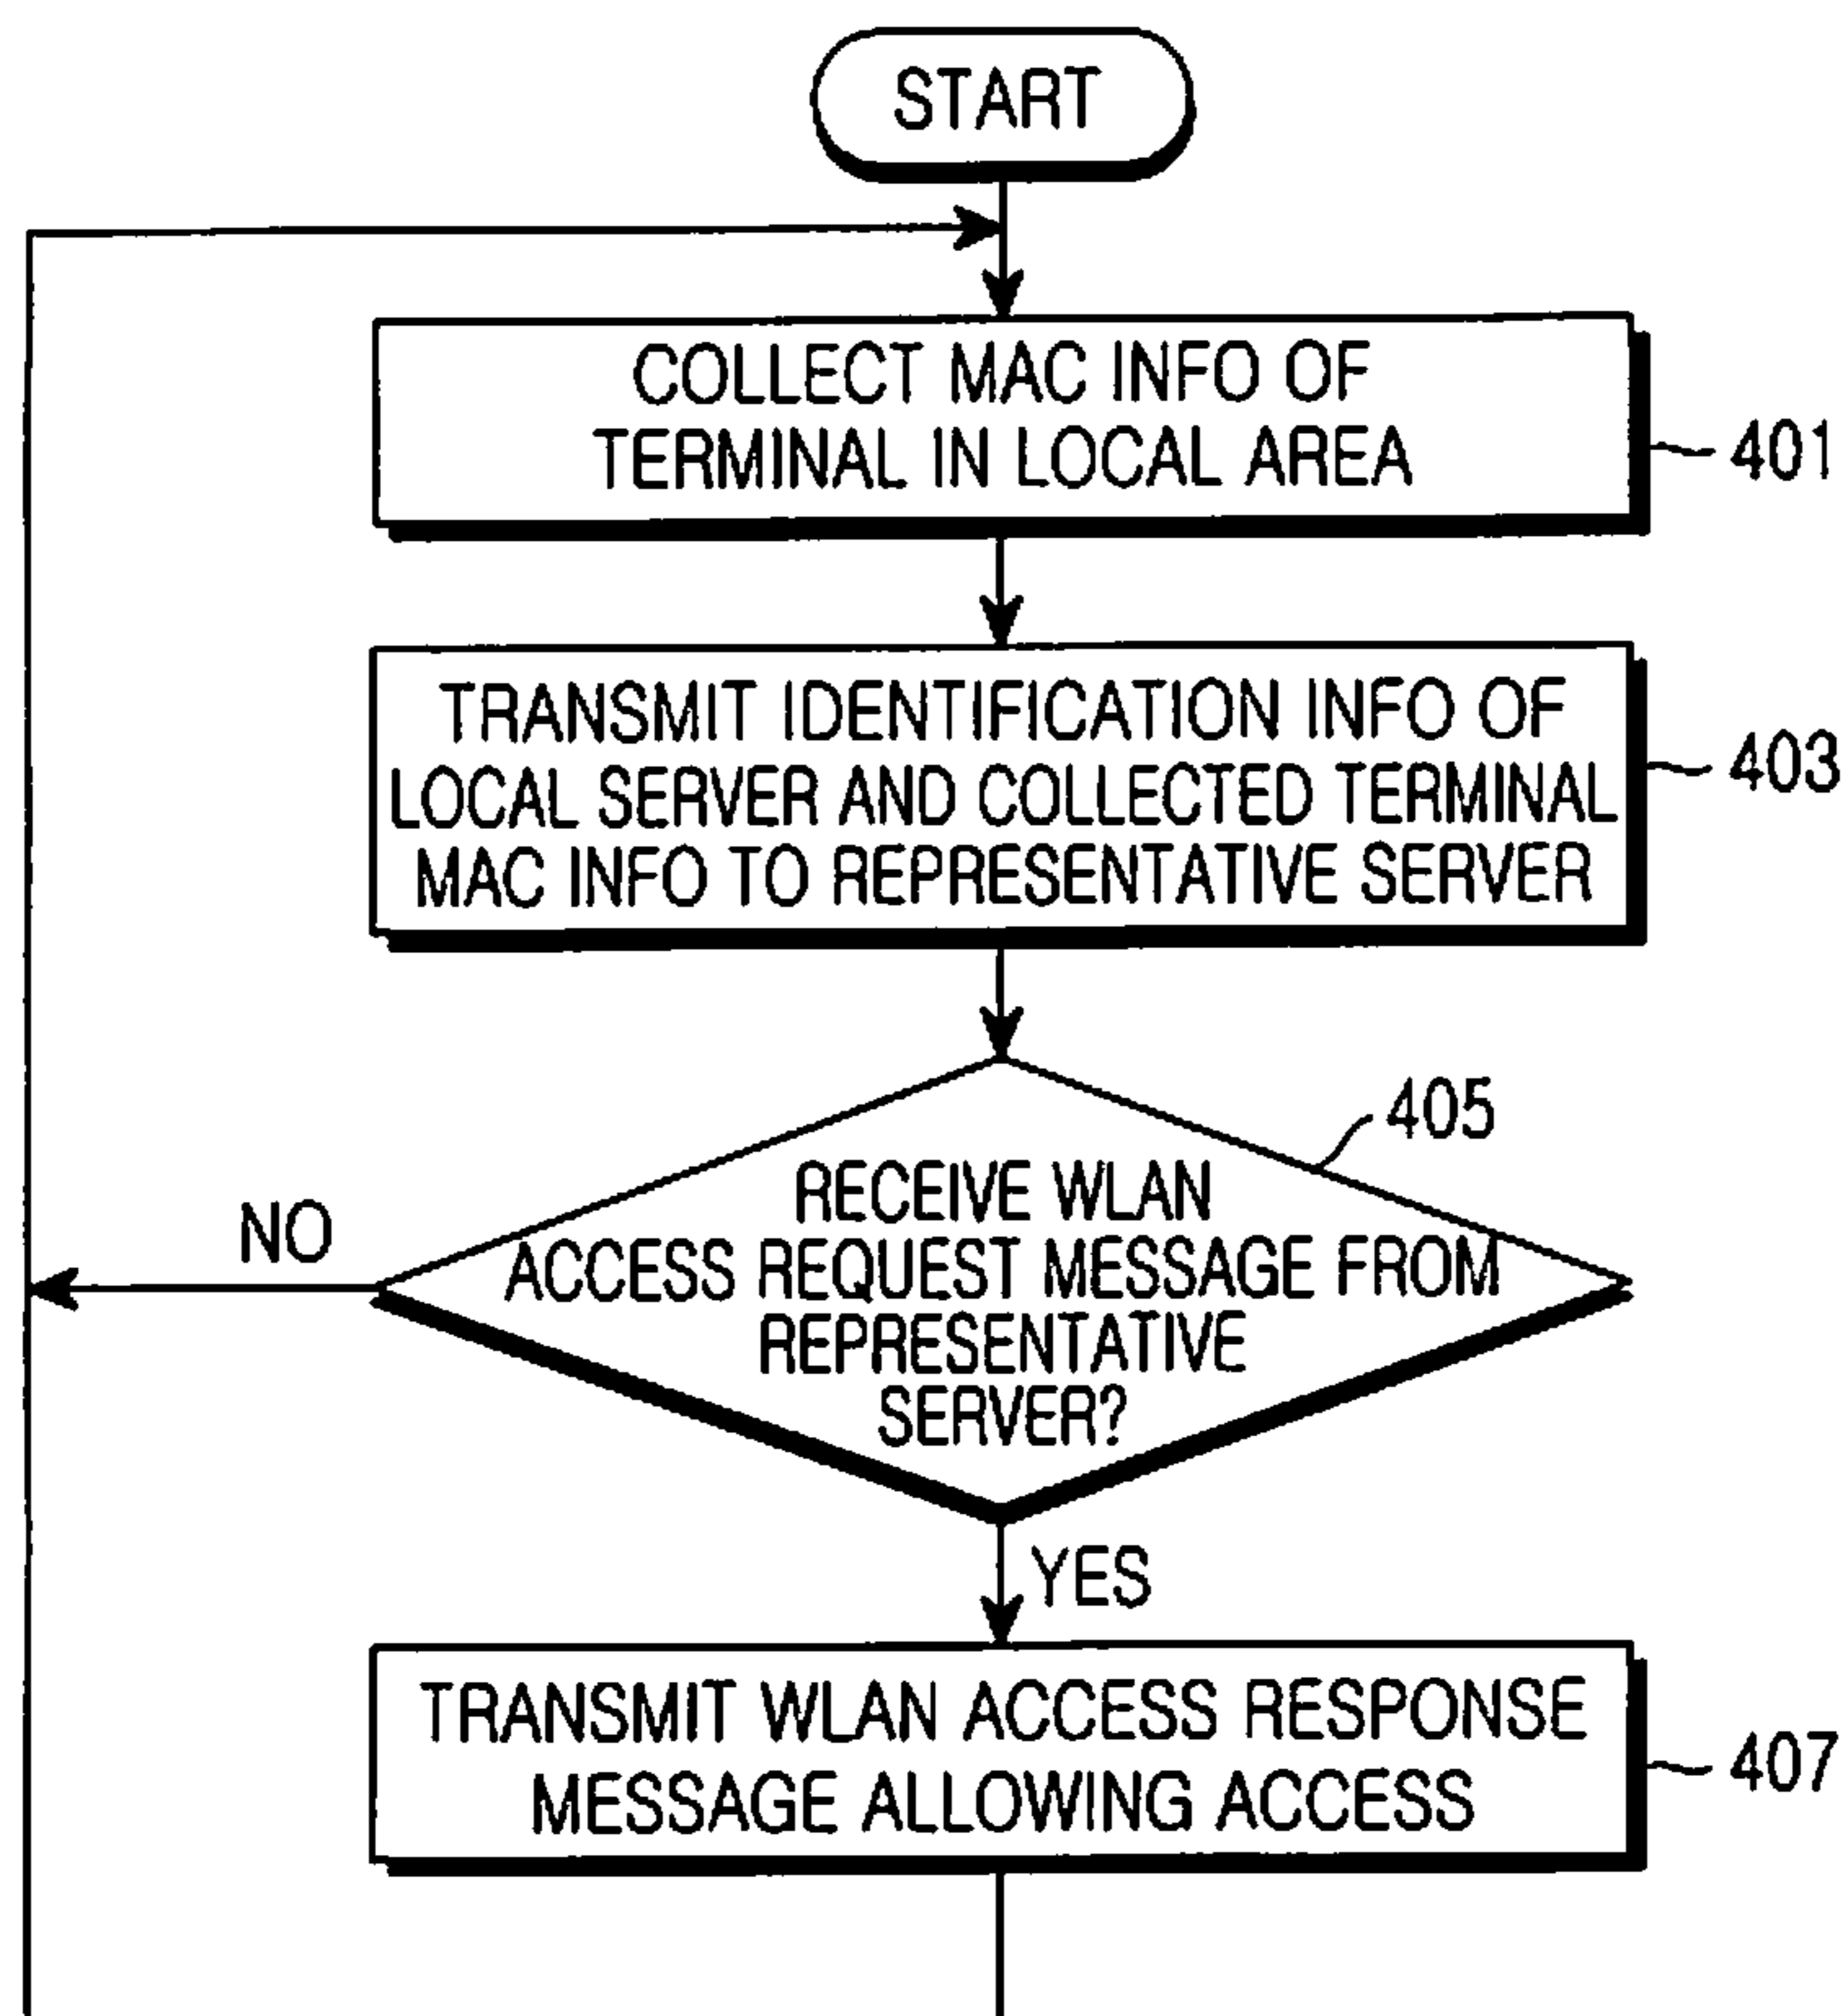 START
COLLECT MAC INFO OF
TERMINAL IN LOCAL AREA
401
TRANSMIT IDENTIFICATION INFO OF
LOCAL SERVER AND COLLECTED TERMINAL
MAC INFO TO REPRESENTATIVE SERVER
403
405
RECEIVE WLAN
ACCESS REQUEST MESSAGE FROM
REPRESENTATIVE
SERVER?
NO
YES
TRANSMIT WLAN ACCESS RESPONSE
MESSAGE ALLOWING ACCESS
407